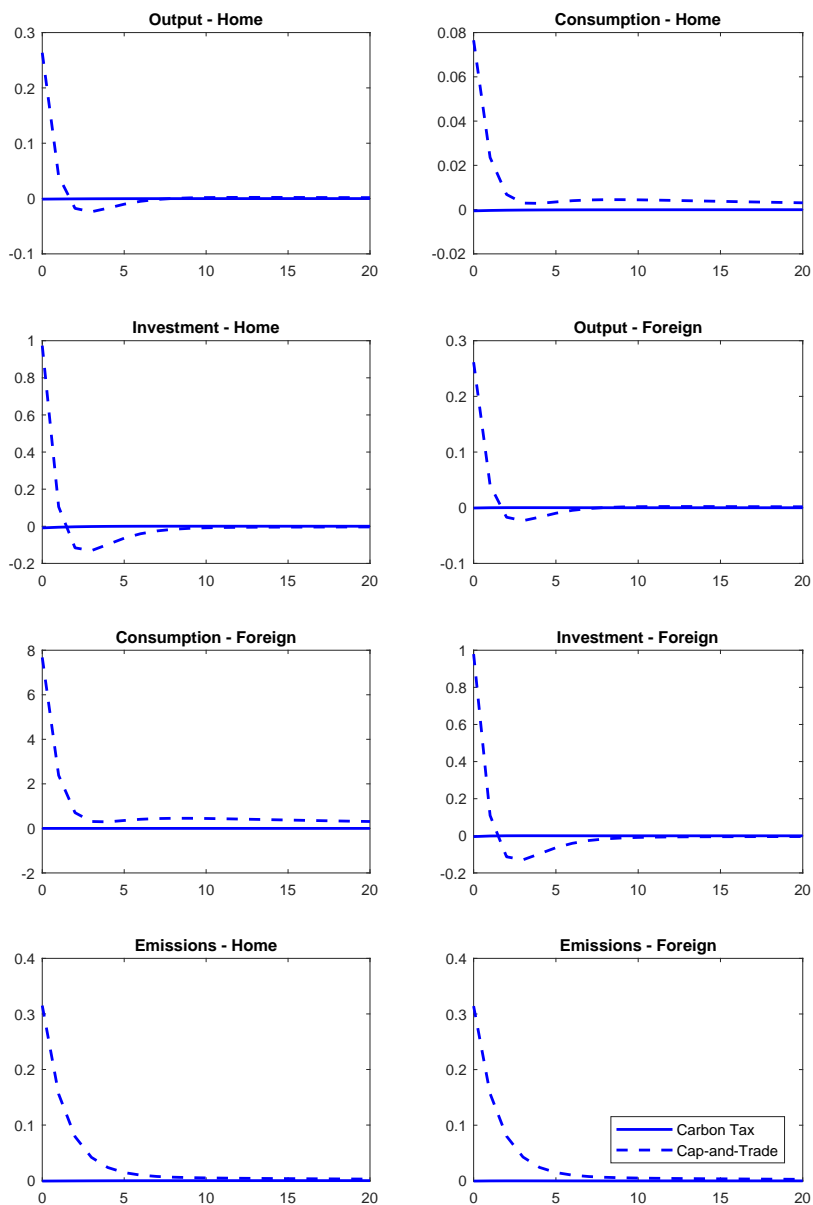 Output - Home
0.3
0.2
0.1
0
-0.1
0 5 10 15 20
Consumption - Home
0.08
0.06
0.04
0.02
0
-0.02
0 5 10 15 20
Investment - Home
1
0.8
0.6
0.4
0.2
0
-0.2
0 5 10 15 20
Output - Foreign
0.3
0.2
0.1
0
-0.1
0 5 10 15 20
Consumption - Foreign
8
6
4
2
0
-2
0 5 10 15 20
Investment - Foreign
1
0.8
0.6
0.4
0.2
0
-0.2
0 5 10 15 20
Emissions - Home
0.4
0.3
0.2
0.1
0
0 5 10 15 20
Emissions - Foreign
0.4
0.3
0.2
0.1
0
0 5 10 15 20
Carbon Tax
Cap-and-Trade